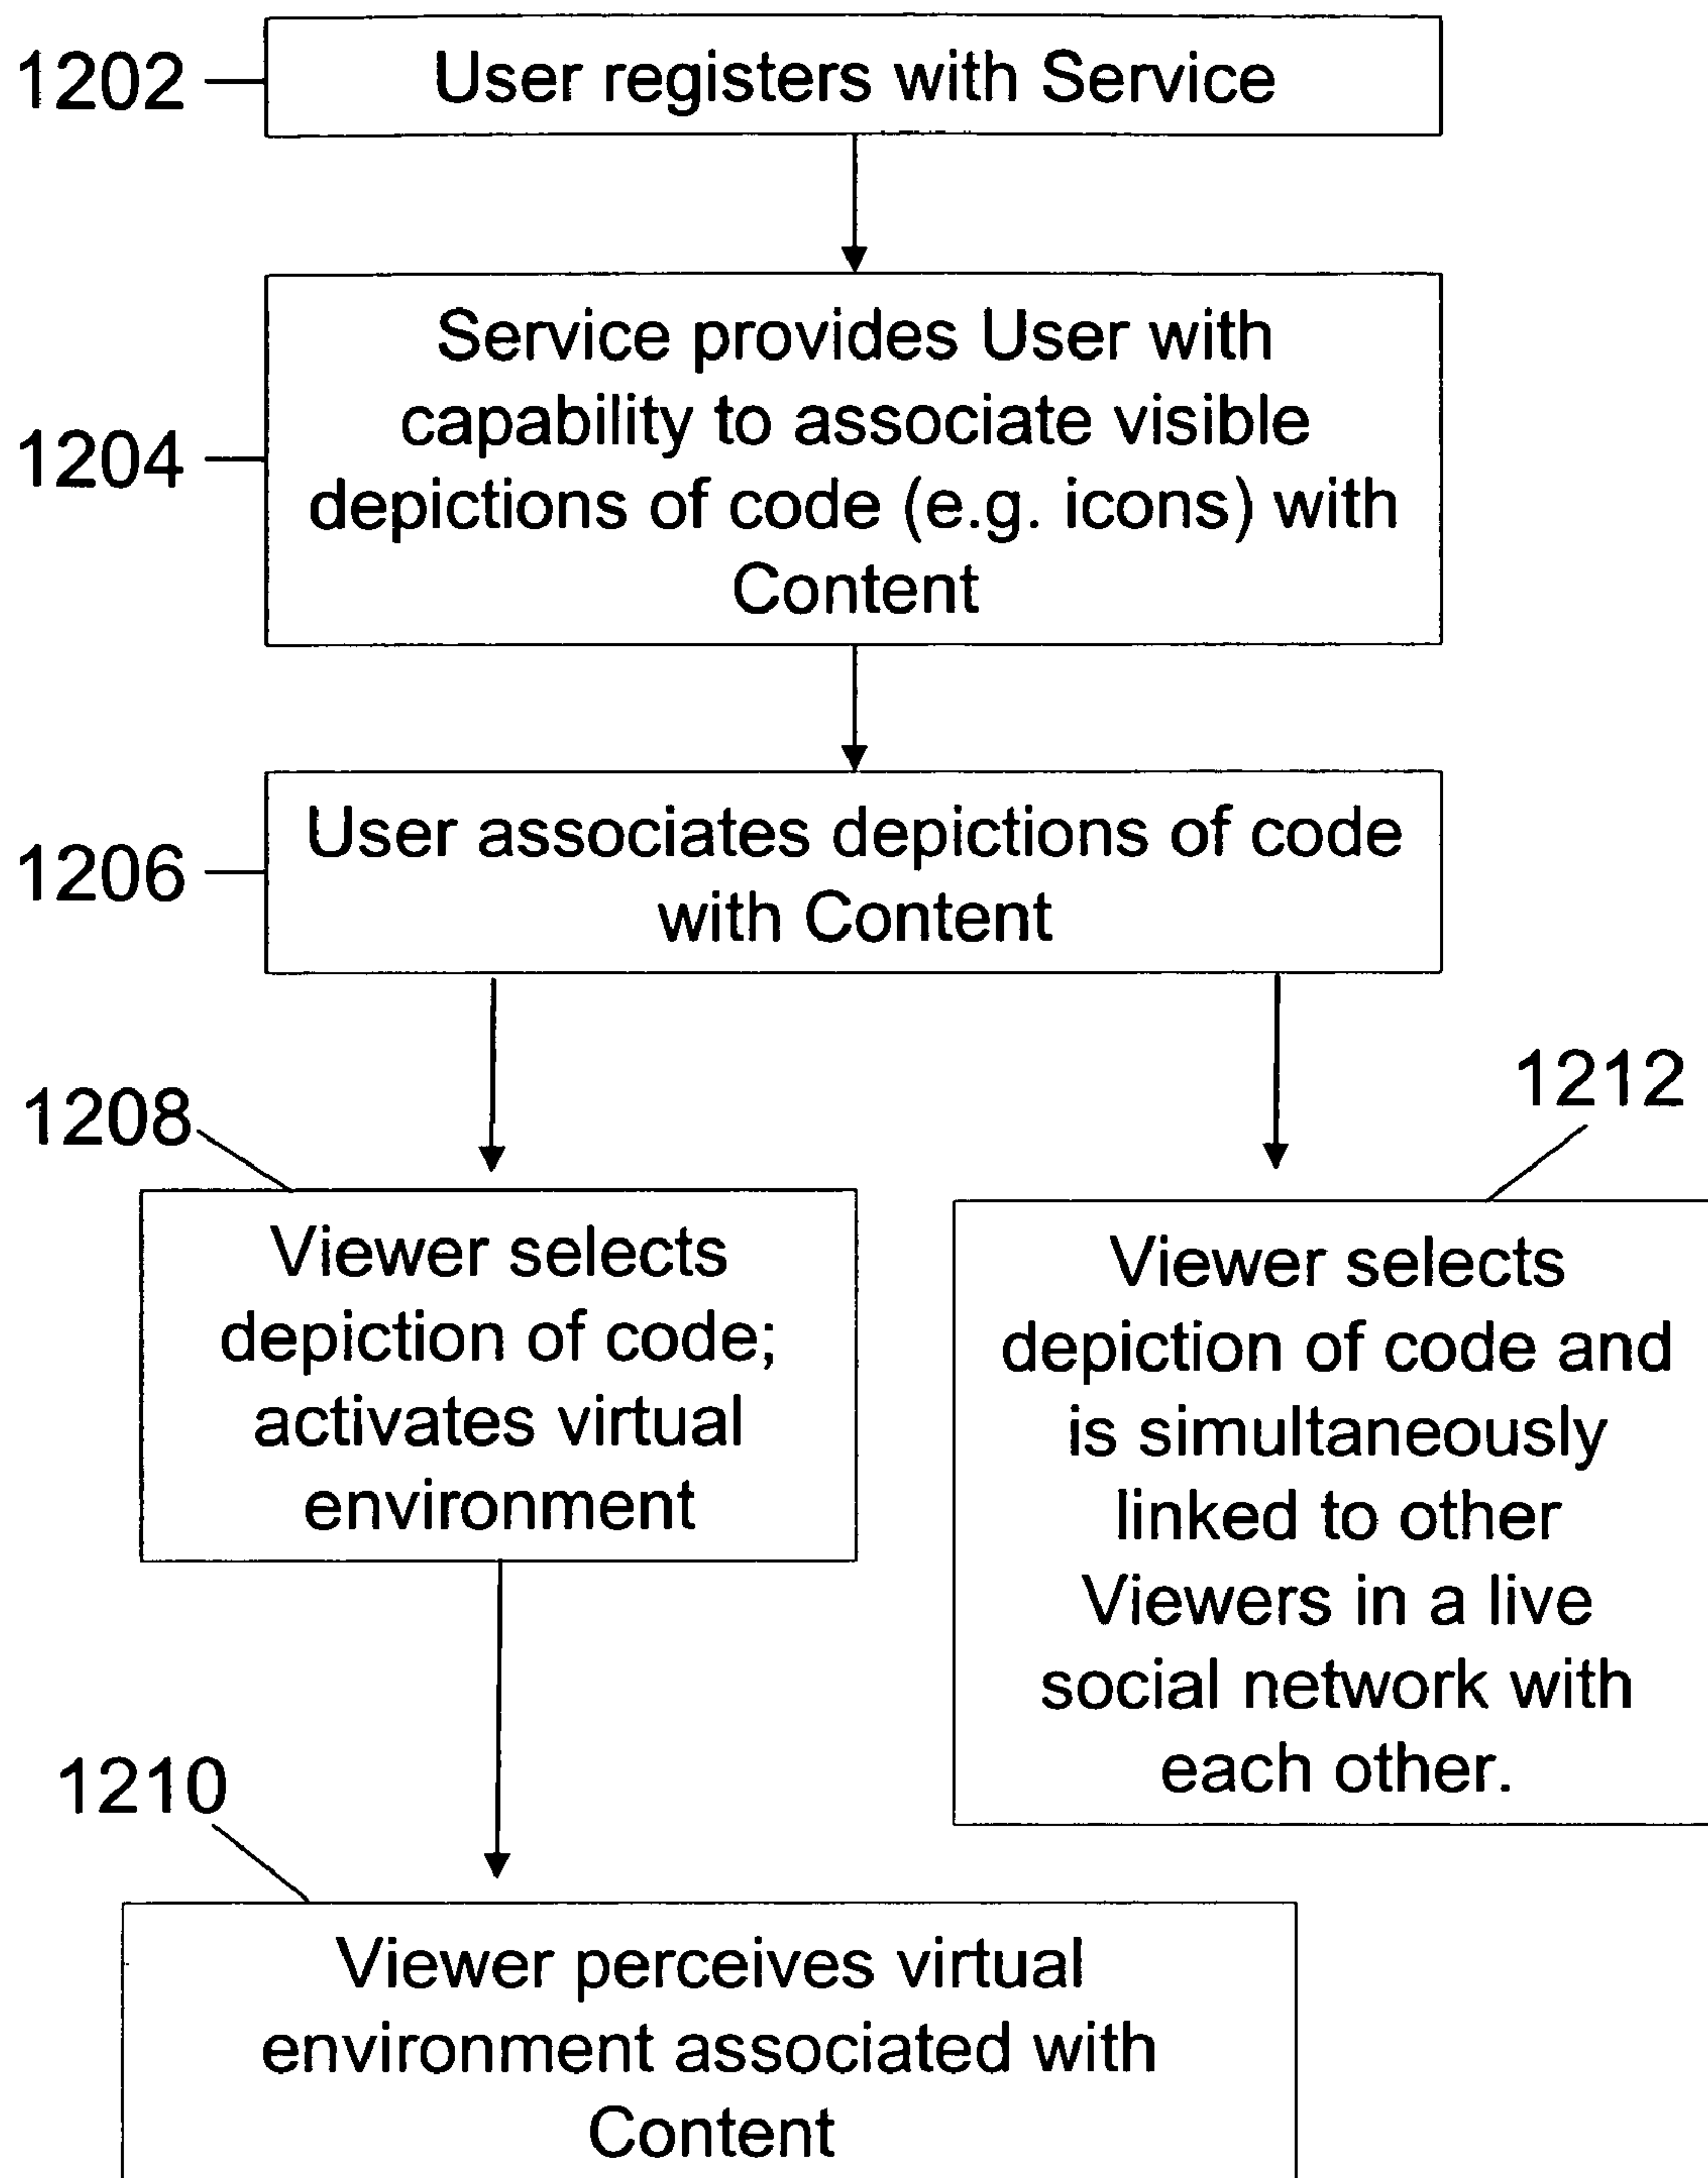 1202
User registers with Service
1204
Service provides User with
capability to associate visible
depictions of code (e.g. icons) with
Content
1206
User associates depictions of code
with Content
1208
Viewer selects
depiction of code;
activates virtual
environment
1212
Viewer selects
depiction of code and
is simultaneously
linked to other
Viewers in a live
social network with
each other.
1210
Viewer perceives virtual
environment associated with
Content